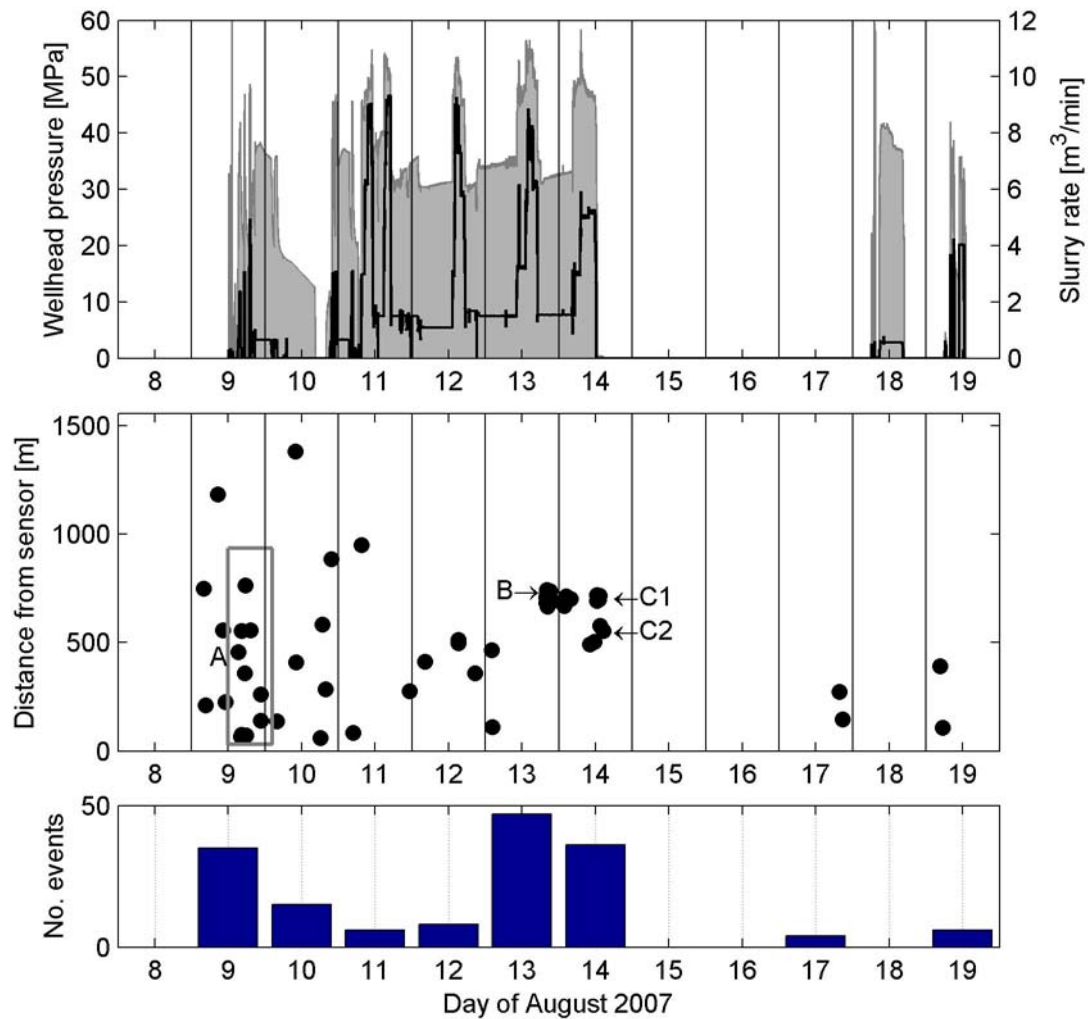 60
50
40
30
20
10
0
Wellhead pressure [MPa]
12
10
8
6
4
2
0
Slurry rate [m³/min]
8 9 10 11 12 13 14 15 16 17 18 19
1500
1000
500
0
Distance from sensor [m]
A
B→
←C1
←C2
8 9 10 11 12 13 14 15 16 17 18 19
50
0
No. events
8 9 10 11 12 13 14 15 16 17 18 19
Day of August 2007